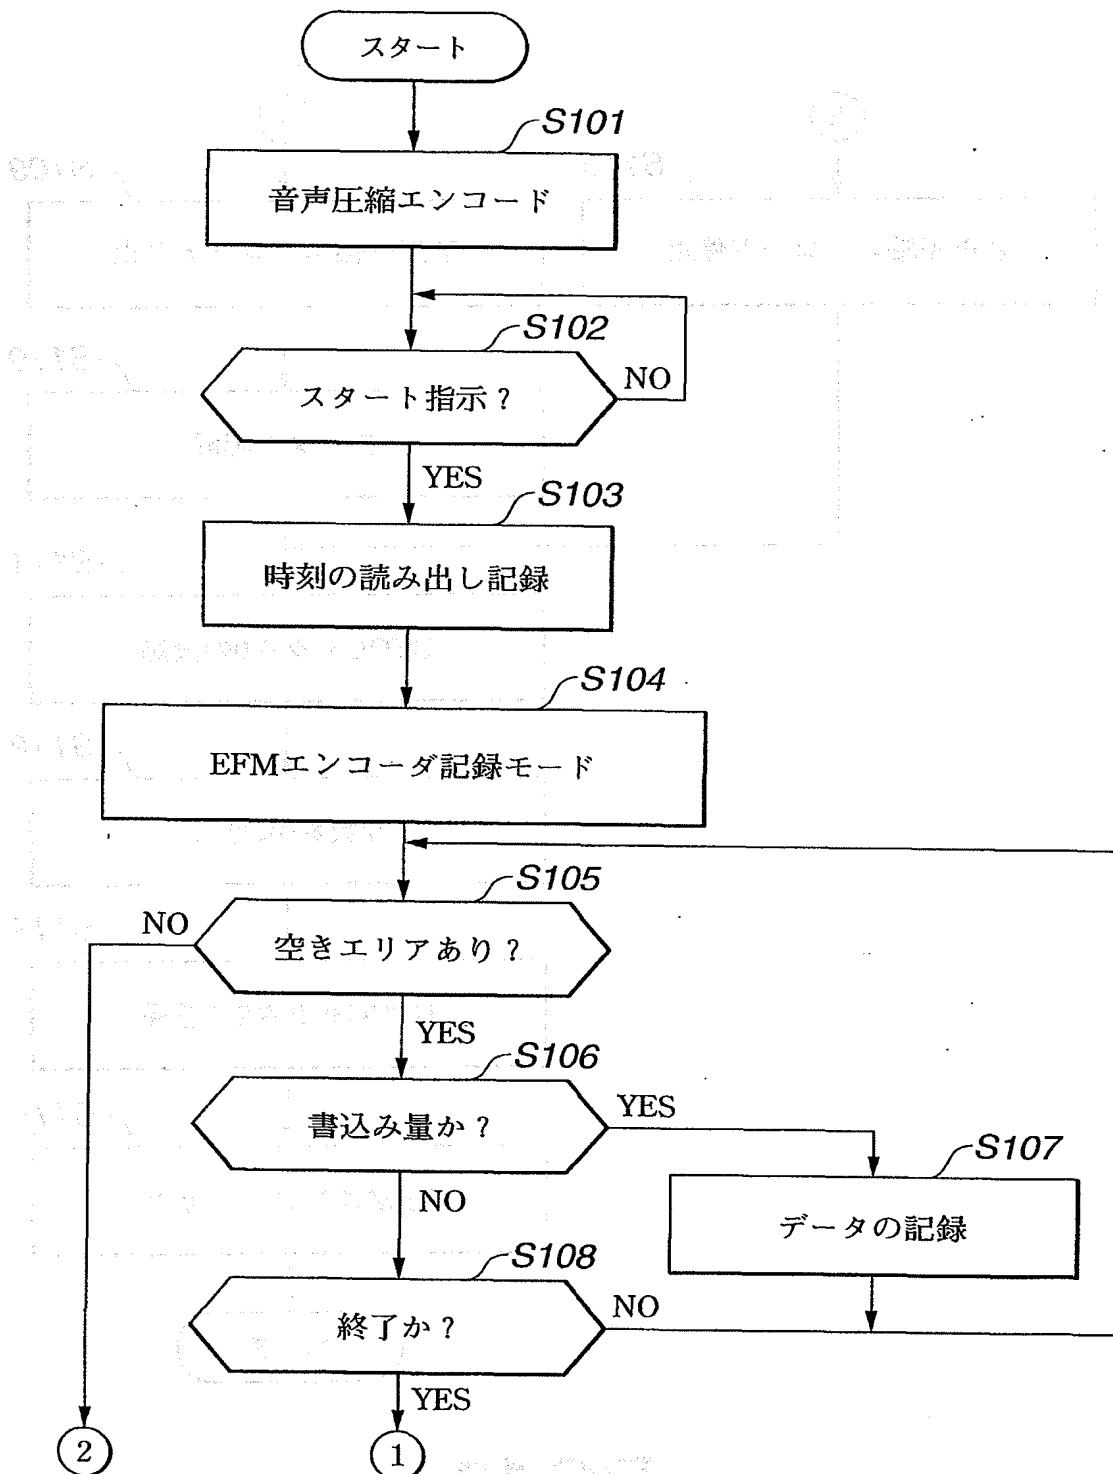 スタート
S101
音声圧縮エンコード
S102
スタート指示？
NO
YES
S103
時刻の読み出し記録
S104
EFMエンコーダ記録モード
S105
NO
空きエリアあり？
YES
S106
書込み量か？
YES
S107
NO
データの記録
S108
終了か？
NO
YES
2
1